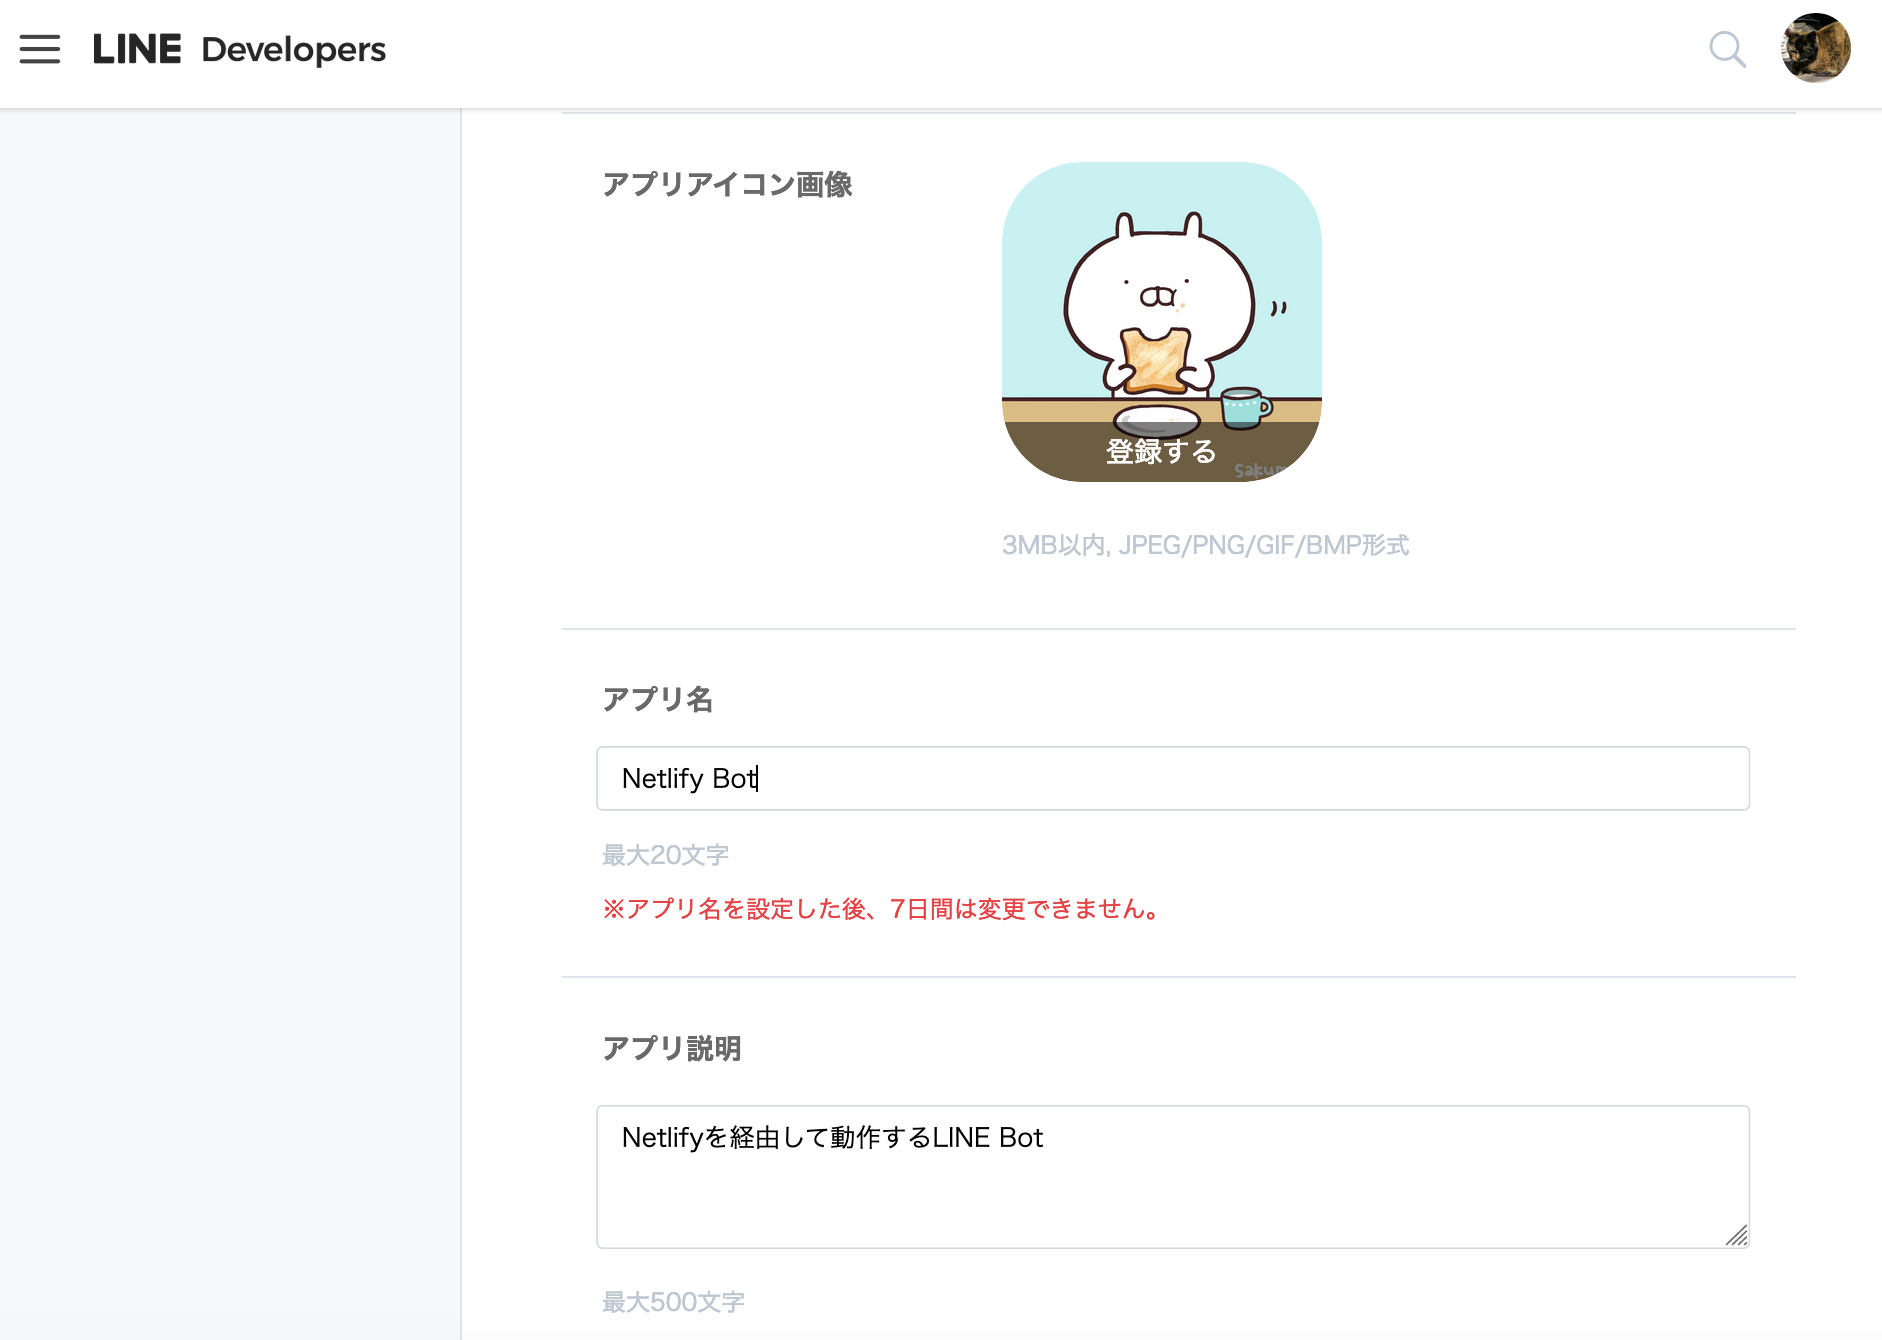 LINE Developers
アプリアイコン画像
登録する
3MB以内, JPEG/PNG/GIF/BMP形式
アプリ名
Netlify Bot
最大20文字
※アプリ名を設定した後、7日間は変更できません。
アプリ説明
Netlifyを経由して動作するLINE Bot
最大500文字